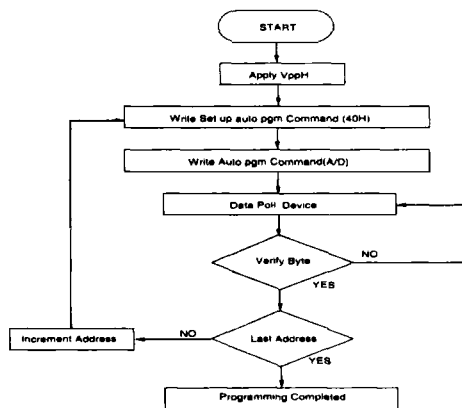 START
Apply VppH
Write Set up auto pgm Command (40H)
Write Auto pgm Command(A/D)
Data Poll Device
Verify Byte
NO
YES
Last Address
NO
YES
Increment Address
Programming Completed